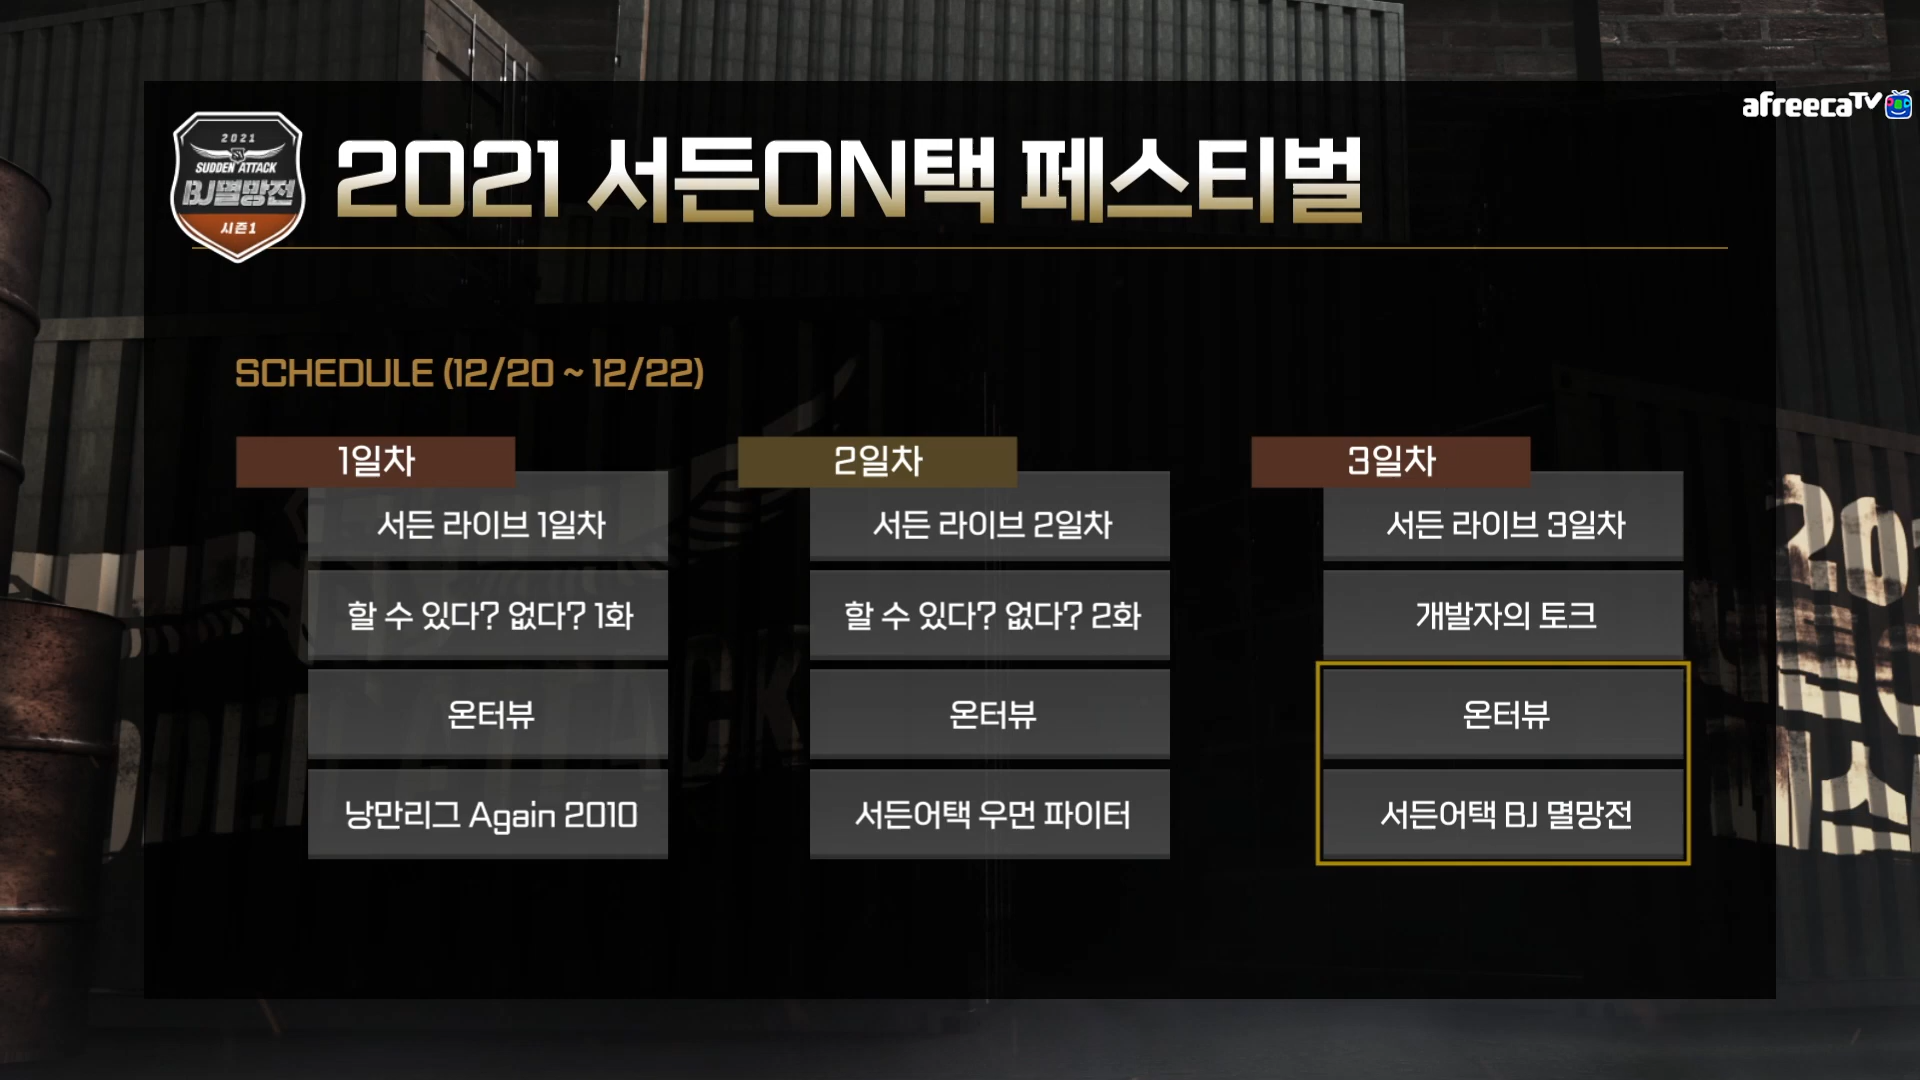 afreecaTV
2021
SUDDEN ATTACK
BJ멸망전
시즌1
2021 서든ON택 페스티벌
SCHEDULE (12/20 ~ 12/22)
1일차
서든 라이브 1일차
할 수 있다? 없다? 1화
온터뷰
낭만리그 Again 2010
2일차
서든 라이브 2일차
할 수 있다? 없다? 2화
온터뷰
서든어택 우먼 파이터
3일차
서든 라이브 3일차
개발자의 토크
온터뷰
서든어택 BJ 멸망전